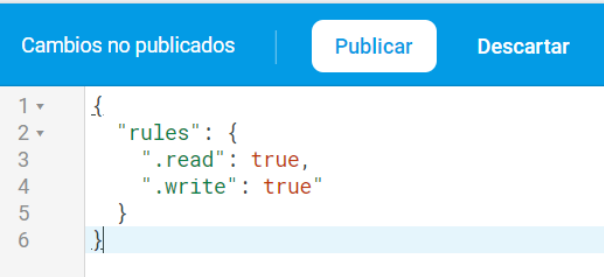 Cambios no publicados Publicar Descartar
1 {
2 "rules": {
3 ".read": true,
4 ".write": true"
5 }
6 }